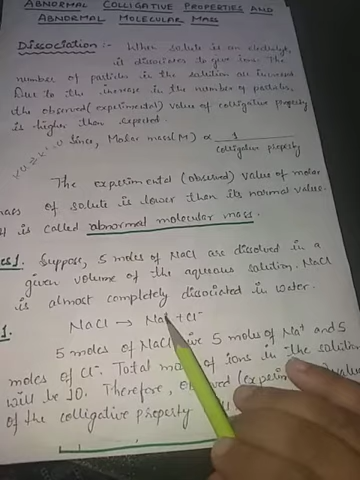 ABNORMAL COLLIGATIVE PROPERTIES AND
ABNORMAL MOLECULAR MASS
Dissociation :- When solute is an electrolyte,
it dissociates to give ions. The
number of particles in the solution are increased
Due to the increase in the number of particles,
the observed (experimental) value of colligative property
is higher than expected.
Since, Molar mass (M) ∝ 1
colligative property
The experimental (observed) value of molar
mass of solute is lower than its normal value.
is called abnormal molecular mass.
1. Suppose, 5 moles of NaCl are dissolved in a
given volume of the aqueous solution. NaCl
is almost completely dissociated in water.
1.
NaCl → Na + Cl⁻
5 moles of NaCl 5 moles of Na⁺ and 5
moles of Cl⁻. Total of ions in the solution
will be 10. Therefore,
of the colligative property